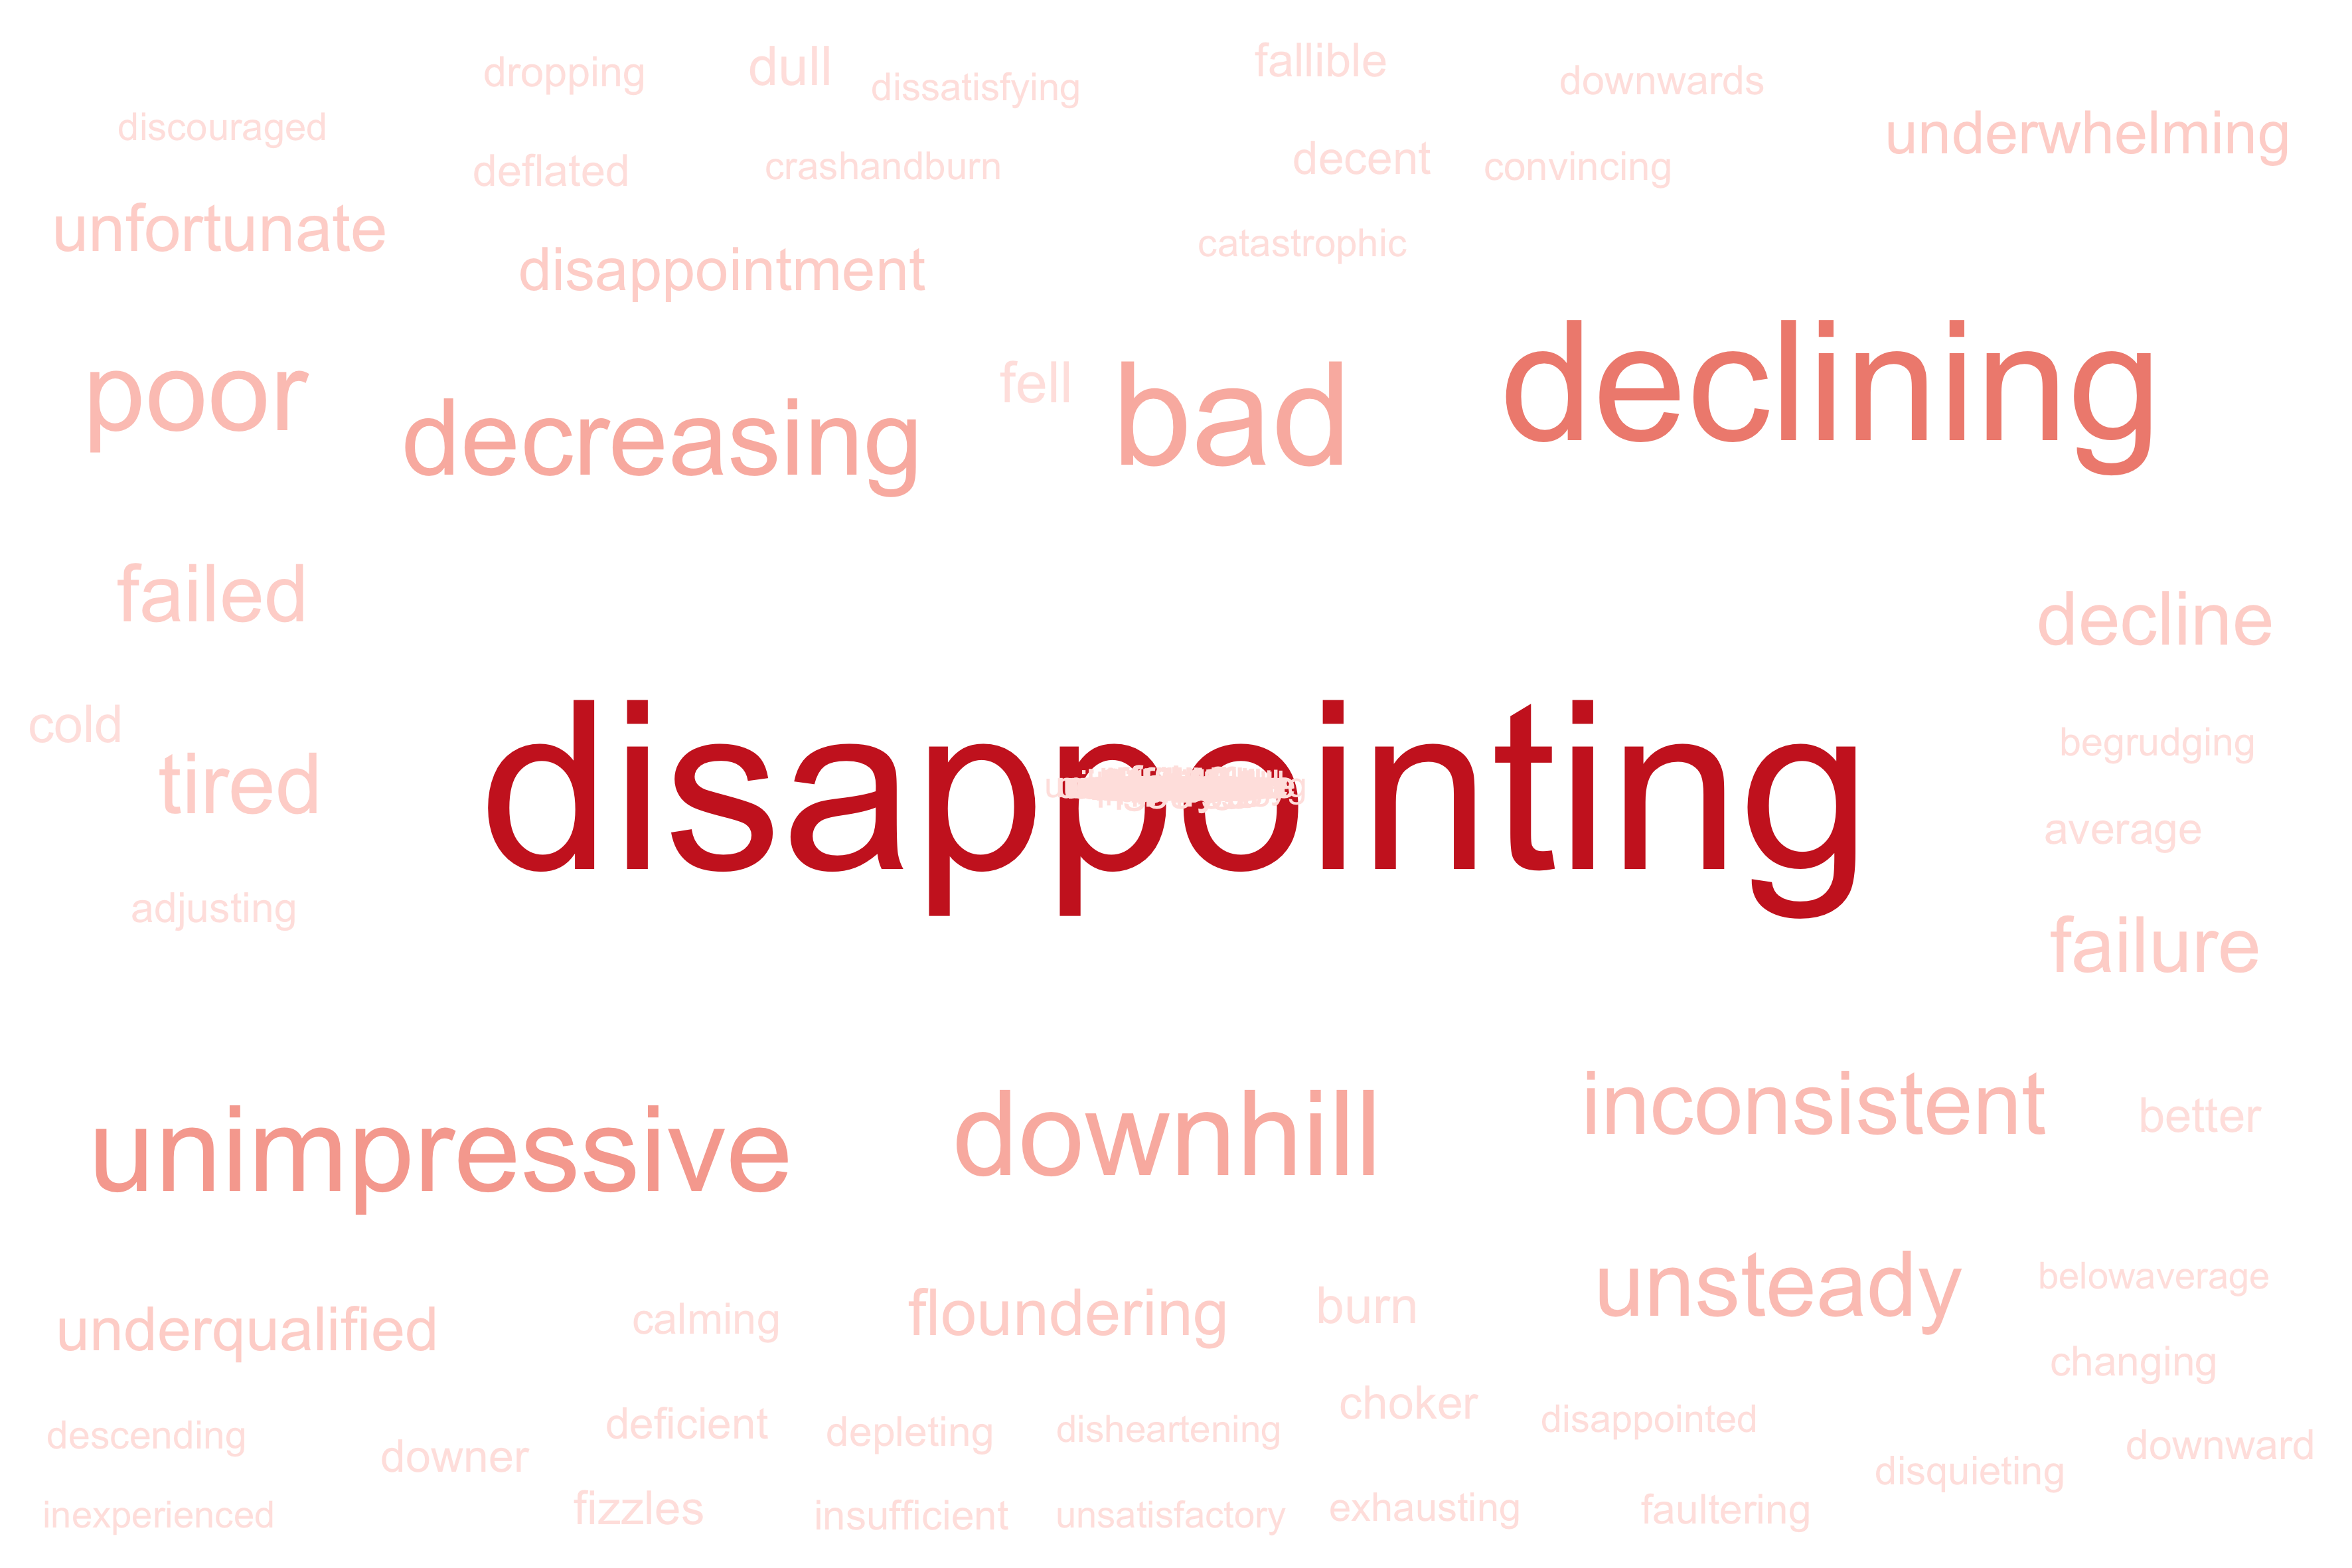 dropping
dull
dissatisfying
fallible
downwards
discouraged
deflated
crashandburn
decent
convincing
underwhelming
unfortunate
disappointment
catastrophic
poor
decreasing
fell
bad
declining
failed
decline
cold
tired
disappointing
begrudging
average
adjusting
failure
unimpressive
downhill
inconsistent
better
unsteady
belowaverage
underqualified
calming
floundering
burn
changing
descending
downer
deficient
depleting
disheartening
choker
disappointed
disquieting
downward
inexperienced
fizzles
insufficient
unsatisfactory
exhausting
faultering